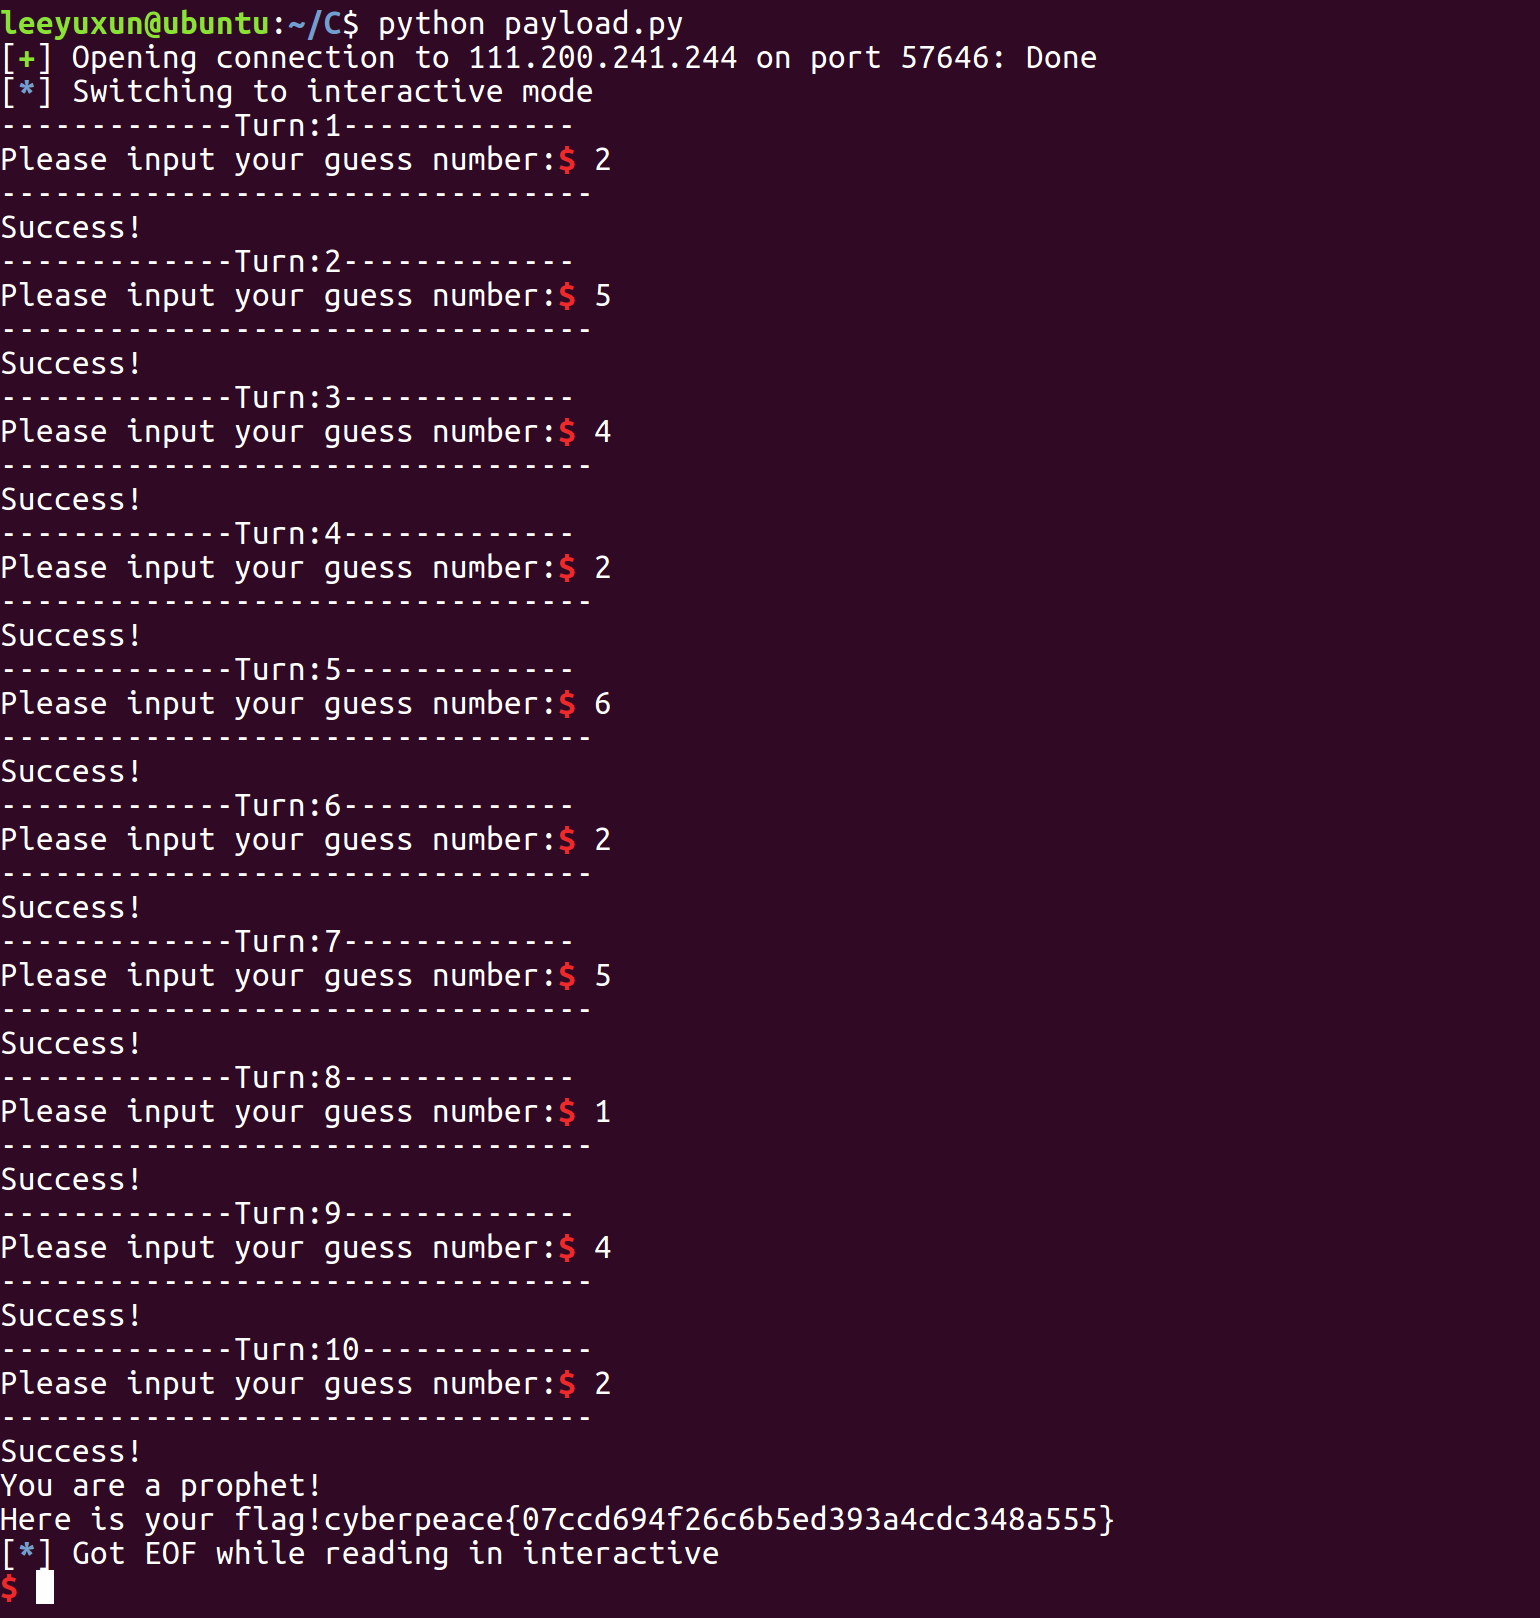 leeyuxun@ubuntu:~/C$ python payload.py
[+] Opening connection to 111.200.241.244 on port 57646: Done
[*] Switching to interactive mode
-------------Turn:1-------------
Please input your guess number:$ 2
---------------------------------
Success!
-------------Turn:2-------------
Please input your guess number:$ 5
---------------------------------
Success!
-------------Turn:3-------------
Please input your guess number:$ 4
---------------------------------
Success!
-------------Turn:4-------------
Please input your guess number:$ 2
---------------------------------
Success!
-------------Turn:5-------------
Please input your guess number:$ 6
---------------------------------
Success!
-------------Turn:6-------------
Please input your guess number:$ 2
---------------------------------
Success!
-------------Turn:7-------------
Please input your guess number:$ 5
---------------------------------
Success!
-------------Turn:8-------------
Please input your guess number:$ 1
---------------------------------
Success!
-------------Turn:9-------------
Please input your guess number:$ 4
---------------------------------
Success!
-------------Turn:10-------------
Please input your guess number:$ 2
---------------------------------
Success!
You are a prophet!
Here is your flag!cyberpeace{07ccd694f26c6b5ed393a4cdc348a555}
[*] Got EOF while reading in interactive
$